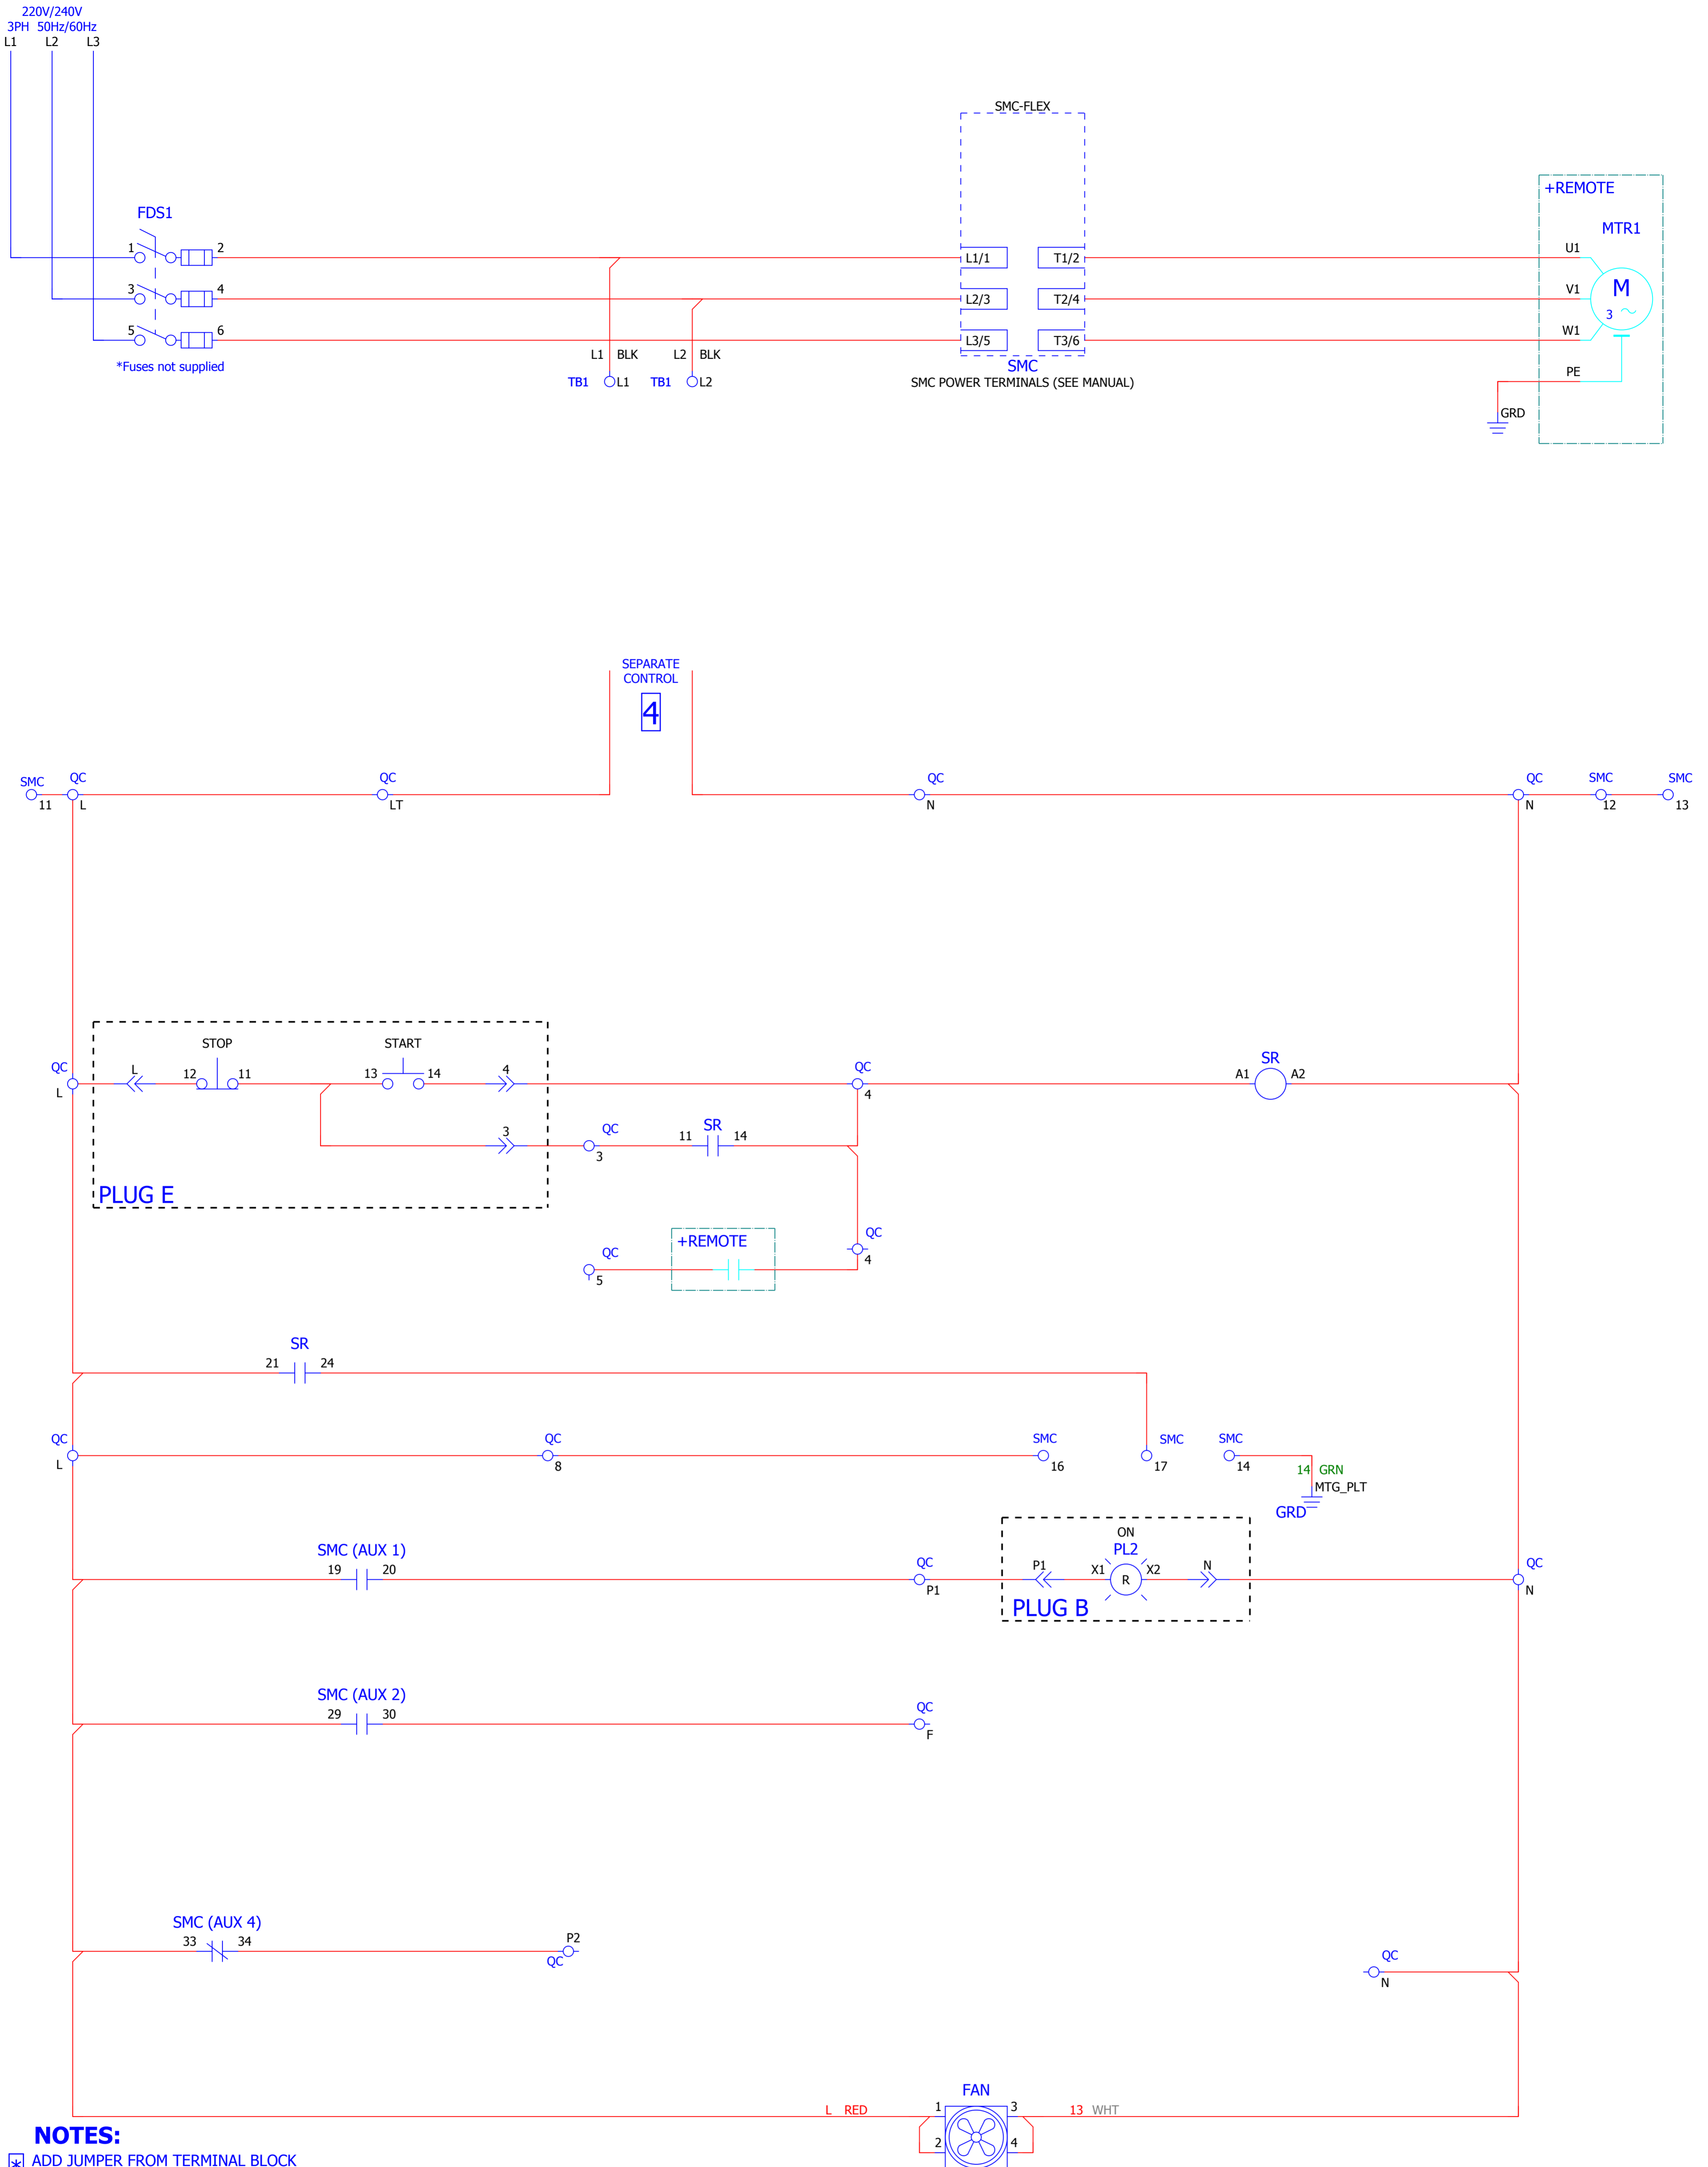 220V/240V
3PH 50Hz/60Hz
L1 L2 L3
SMC-FLEX
+REMOTE
FDS1
MTR1
1 2 L1/1 T1/2 U1
M
3 4 L2/3 T2/4 V1
3
5 6 L3/5 T3/6 W1
*Fuses not supplied
L1 BLK L2 BLK
SMC
PE
TB1 L1 TB1 L2
SMC POWER TERMINALS (SEE MANUAL)
GRD
SEPARATE
CONTROL
4
SMC QC QC QC QC SMC SMC
11 L LT N N 12 13
STOP START
QC L 12 11 13 14 4 QC A1 SR A2
L 4
3 QC 11 SR 14
3
PLUG E
+REMOTE
QC QC
5 4
SR
21 24
QC QC SMC SMC SMC
L 8 16 17 14
14 GRN
MTG_PLT
GRD
ON
SMC (AUX 1) PL2
19 20 QC P1 X1 R X2 N QC
P1 N
PLUG B
SMC (AUX 2)
29 30 QC
F
SMC (AUX 4)
33 34 P2
QC
QC
N
FAN
L RED 1 3 13 WHT
2 4
NOTES:
* ADD JUMPER FROM TERMINAL BLOCK